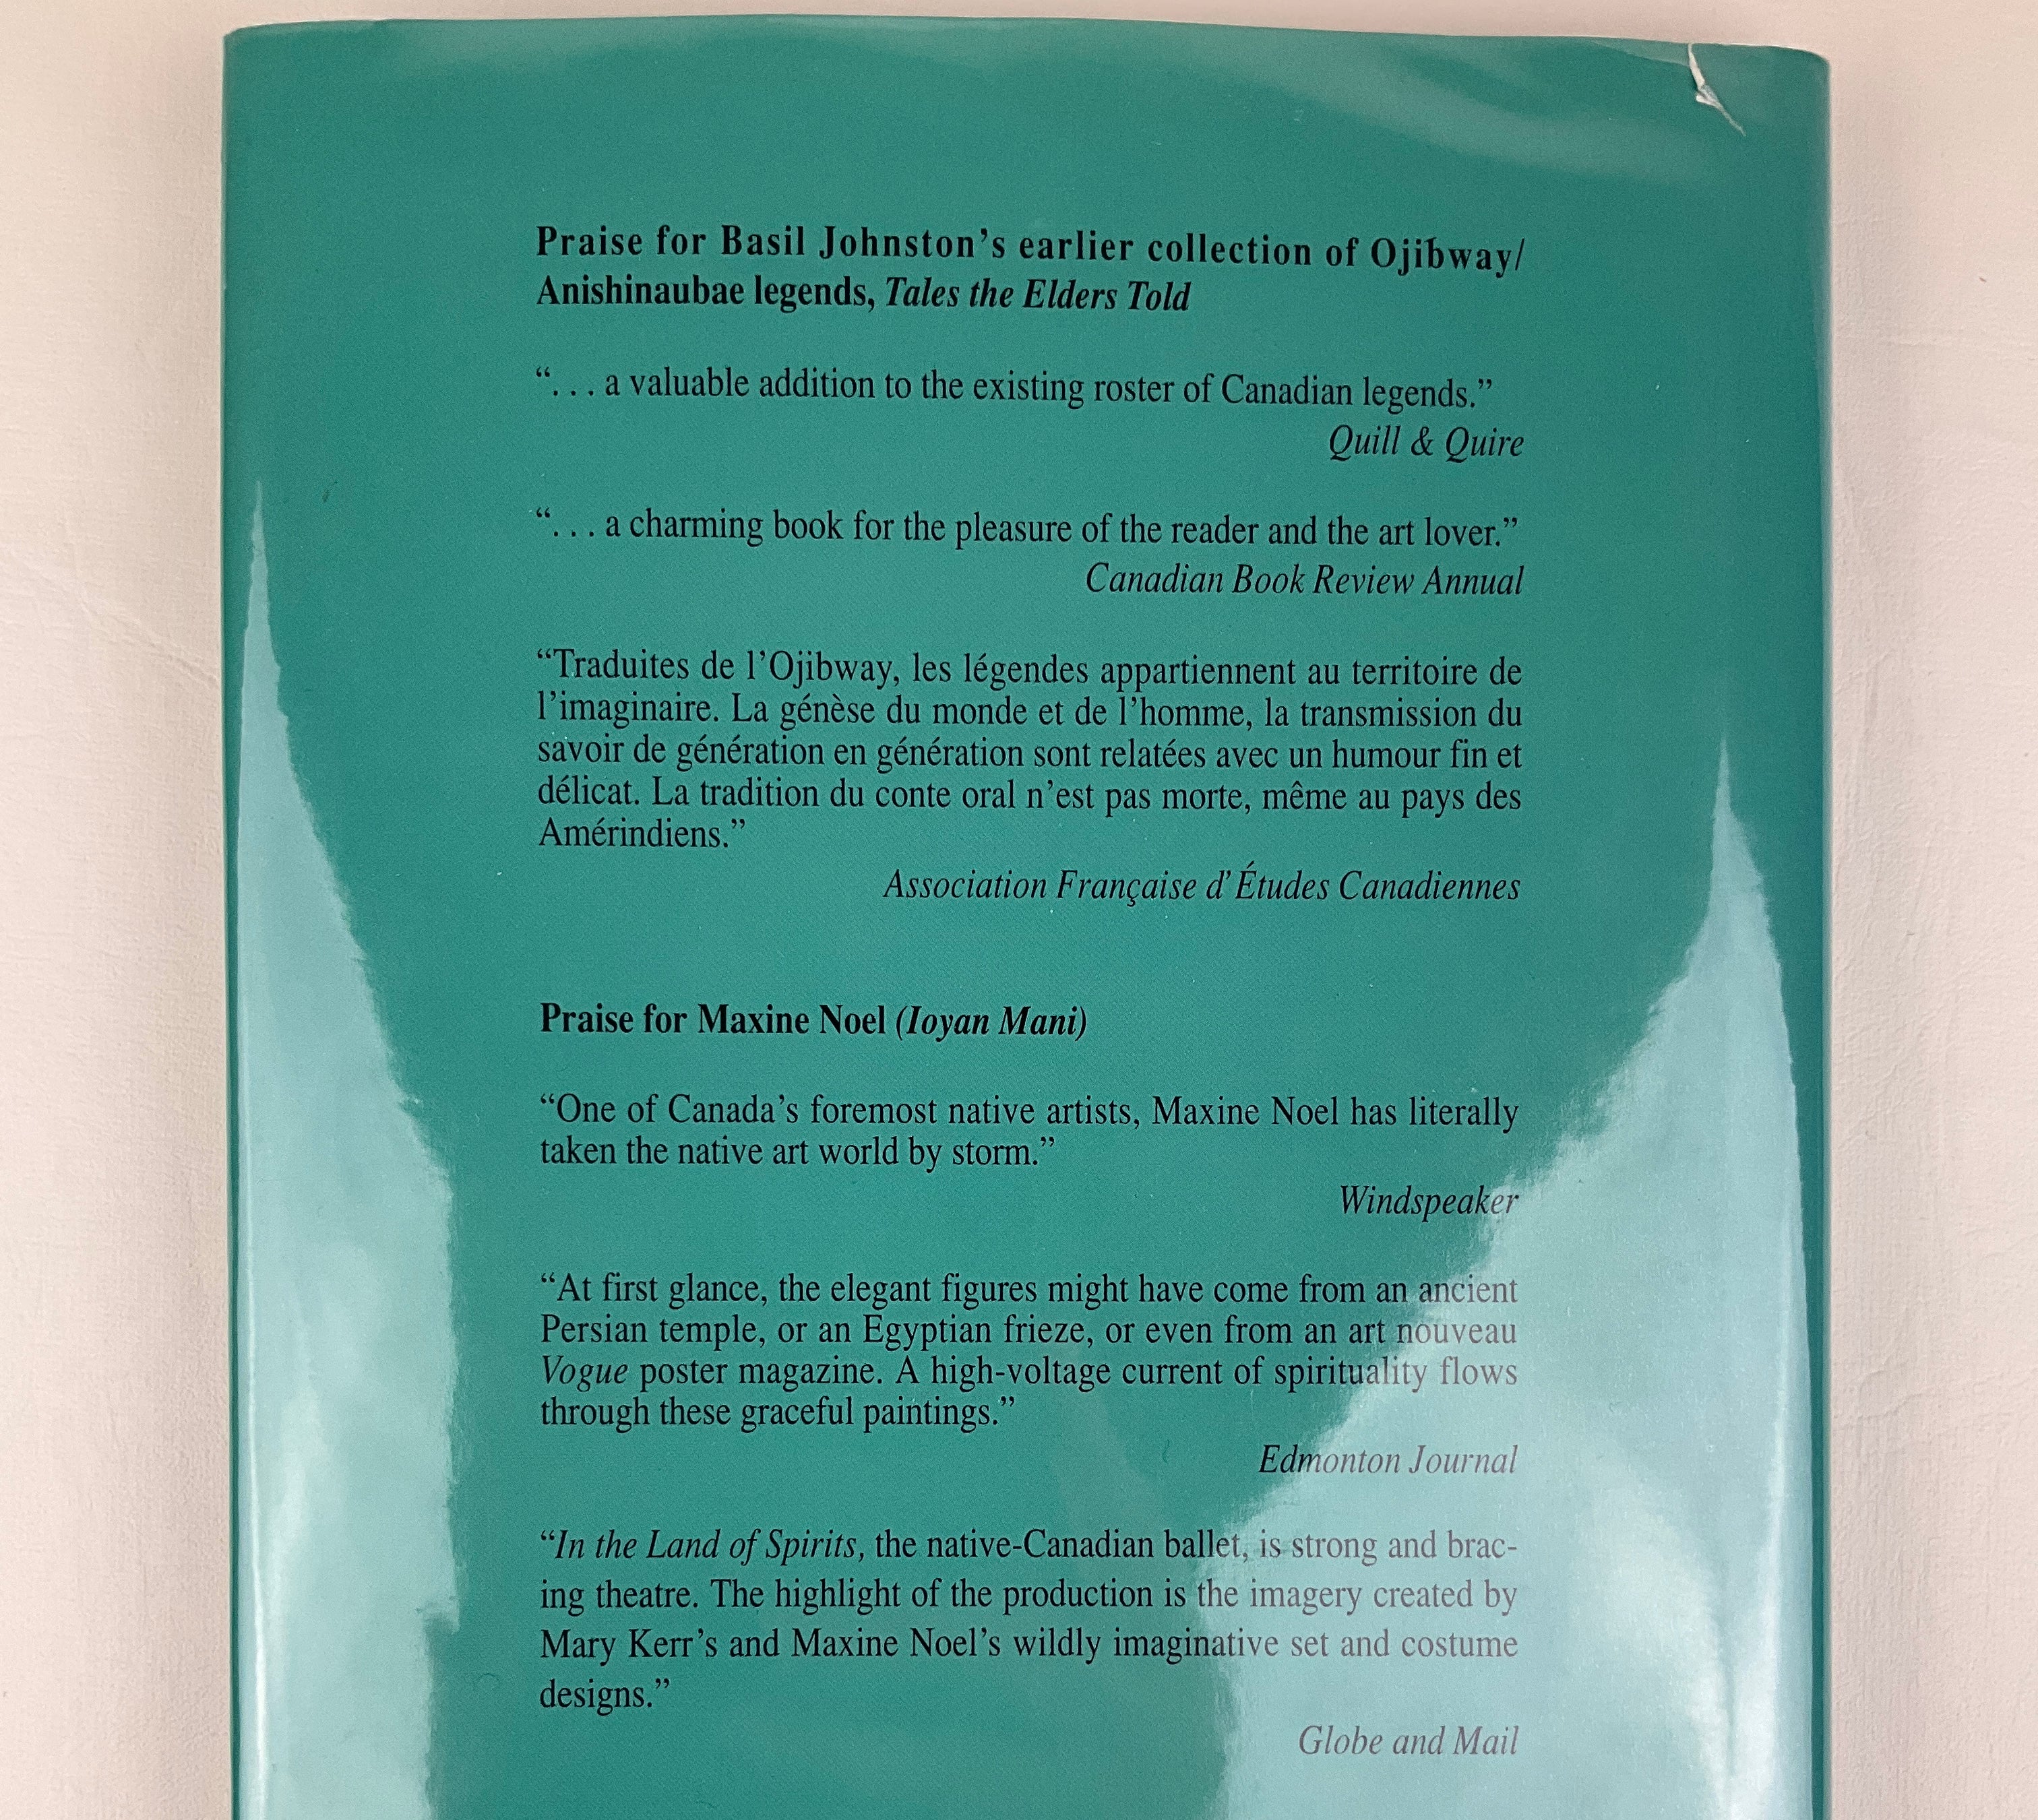 Praise for Basil Johnston’s earlier collection of Ojibway/
Anishinaubae legends, Tales the Elders Told
“. . . a valuable addition to the existing roster of Canadian legends.”
Quill & Quire
“. . . a charming book for the pleasure of the reader and the art lover.”
Canadian Book Review Annual
“Traduites de l’Ojibway, les légendes appartiennent au territoire de
l’imaginaire. La génèse du monde et de l’homme, la transmission du
savoir de génération en génération sont relatées avec un humour fin et
délicat. La tradition du conte oral n’est pas morte, même au pays des
Amérindiens.”
Association Française d’Études Canadiennes
Praise for Maxine Noel (Ioyan Mani)
“One of Canada’s foremost native artists, Maxine Noel has literally
taken the native art world by storm.”
Windspeaker
“At first glance, the elegant figures might have come from an ancient
Persian temple, or an Egyptian frieze, or even from an art nouveau
Vogue poster magazine. A high-voltage current of spirituality flows
through these graceful paintings.”
Edmonton Journal
“In the Land of Spirits, the native-Canadian ballet, is strong and brac-
ing theatre. The highlight of the production is the imagery created by
Mary Kerr’s and Maxine Noel’s wildly imaginative set and costume
designs.”
Globe and Mail